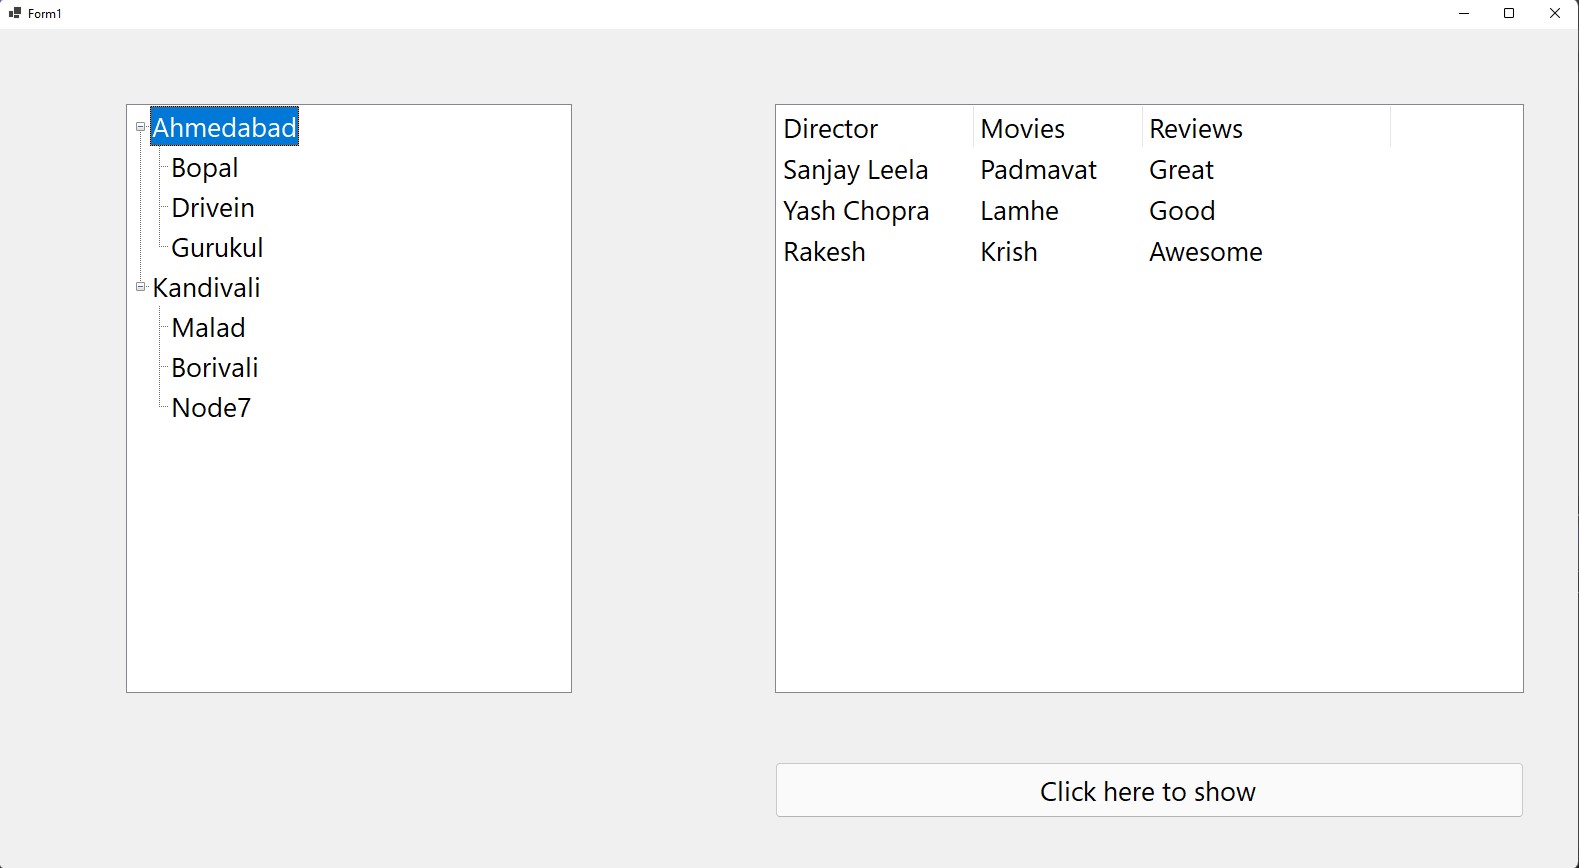 Form1
Ahmedabad
Bopal
Drivein
Gurukul
Kandivali
Malad
Borivali
Node7
Director Movies Reviews
Sanjay Leela Padmavat Great
Yash Chopra Lamhe Good
Rakesh Krish Awesome
Click here to show